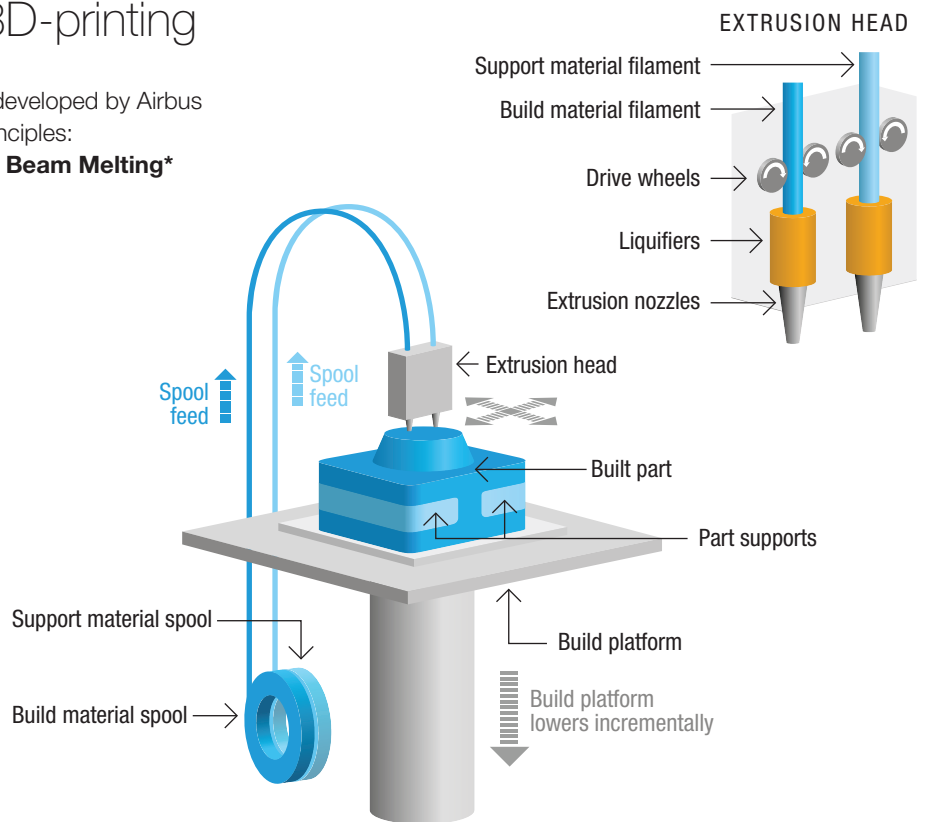 3D-printing
developed by Airbus
nciples:
Beam Melting*
EXTRUSION HEAD
Support material filament
Build material filament
Drive wheels
Liquifiers
Extrusion nozzles
Spool
feed
Spool
feed
Extrusion head
Built part
Part supports
Support material spool
Build platform
Build material spool
Build platform
lowers incrementally